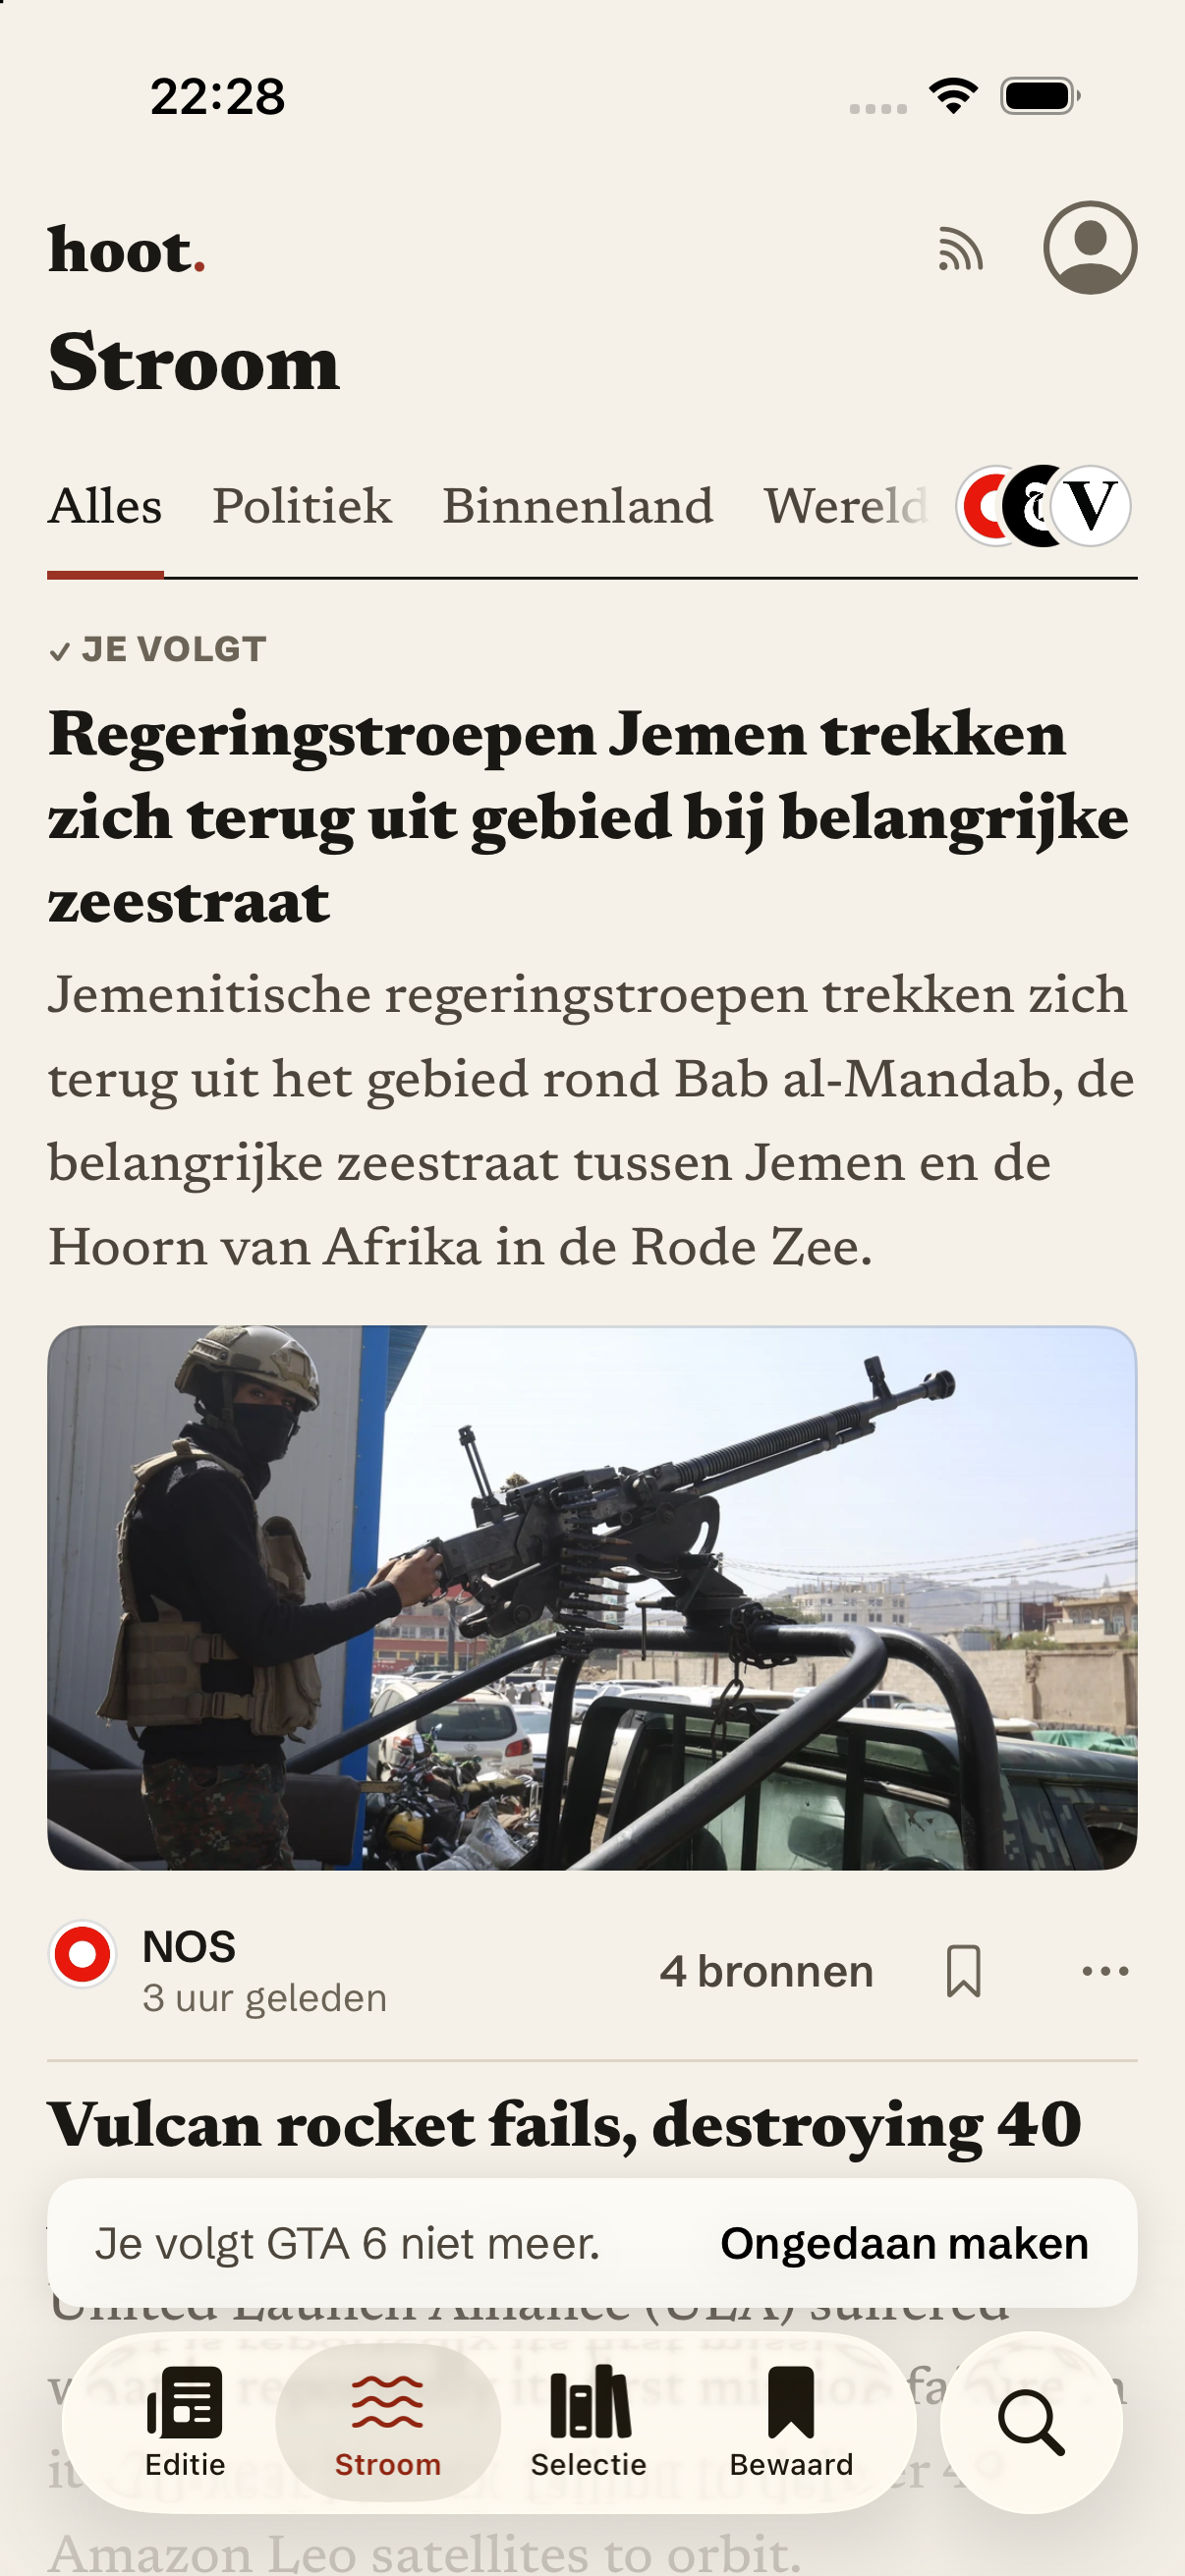 22:28
hoot.
Stroom
Alles Politiek Binnenland Wereld
V
JE VOLGT
Regeringstroepen Jemen trekken
zich terug uit gebied bij belangrijke
zeestraat
Jemenitische regeringstroepen trekken zich
terug uit het gebied rond Bab al-Mandab, de
belangrijke zeestraat tussen Jemen en de
Hoorn van Afrika in de Rode Zee.
NOS
3 uur geleden
4 bronnen
Vulcan rocket fails, destroying 40
Je volgt GTA 6 niet meer. Ongedaan maken
United Launch Alliance (ULA) suffered
Editie Stroom Selectie Bewaard
Amazon Leo satellites to orbit.